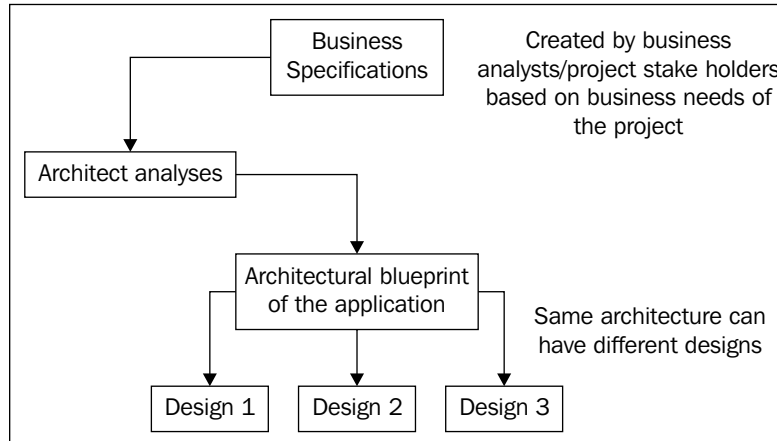 Business
Specifications
Created by business
analysts/project stake holders
based on business needs of
the project
Architect analyses
Architectural blueprint
of the application
Same architecture can
have different designs
Design 1
Design 2
Design 3